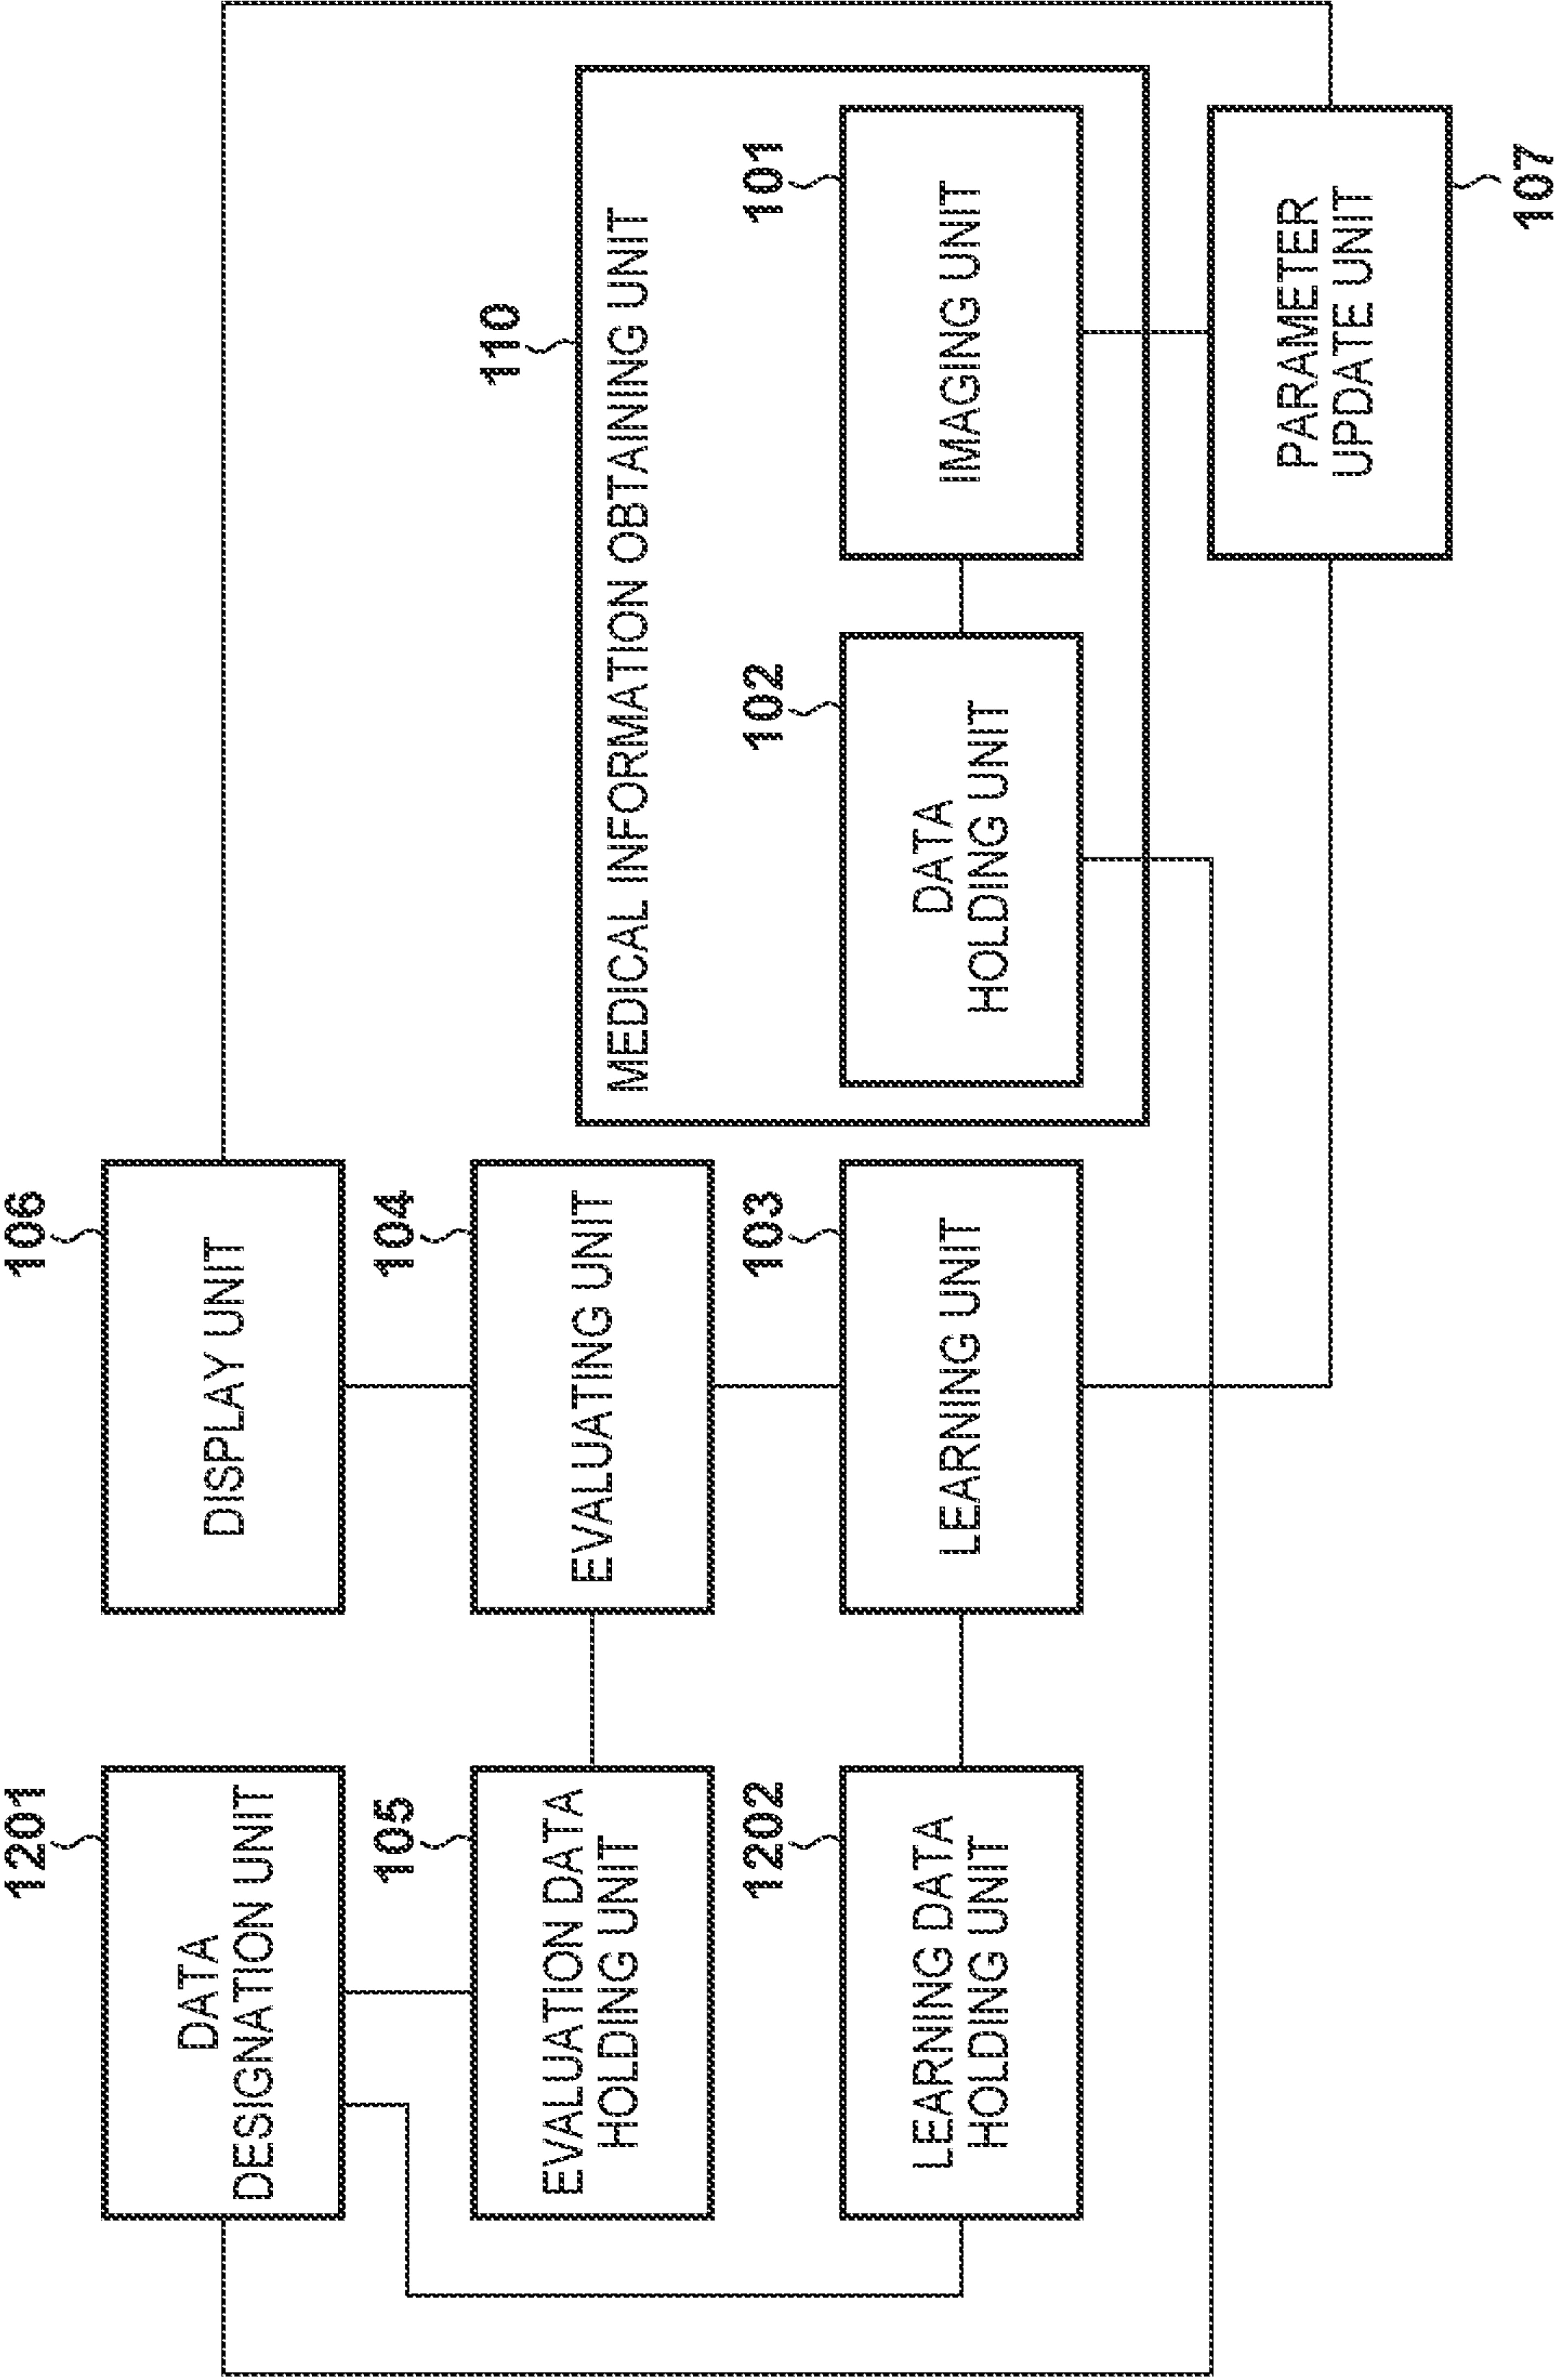 1201
DATA
DESIGNATION UNIT
106
DISPLAY UNIT
105
EVALUATION DATA
HOLDING UNIT
104
EVALUATING UNIT
110
MEDICAL INFORMATION OBTAINING UNIT
1202
LEARNING DATA
HOLDING UNIT
103
LEARNING UNIT
102
DATA
HOLDING UNIT
101
IMAGING UNIT
PARAMETER
UPDATE UNIT
107